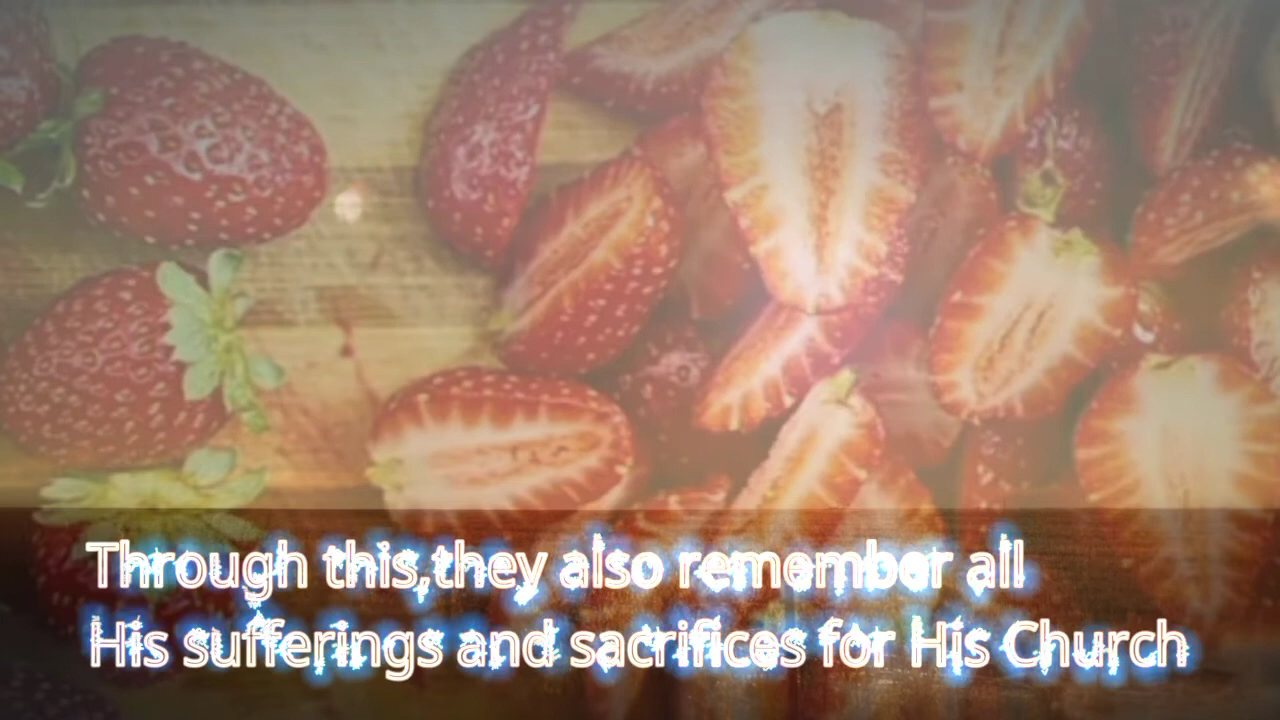 Through this,they also remember all
His sufferings and sacrifices for His Church